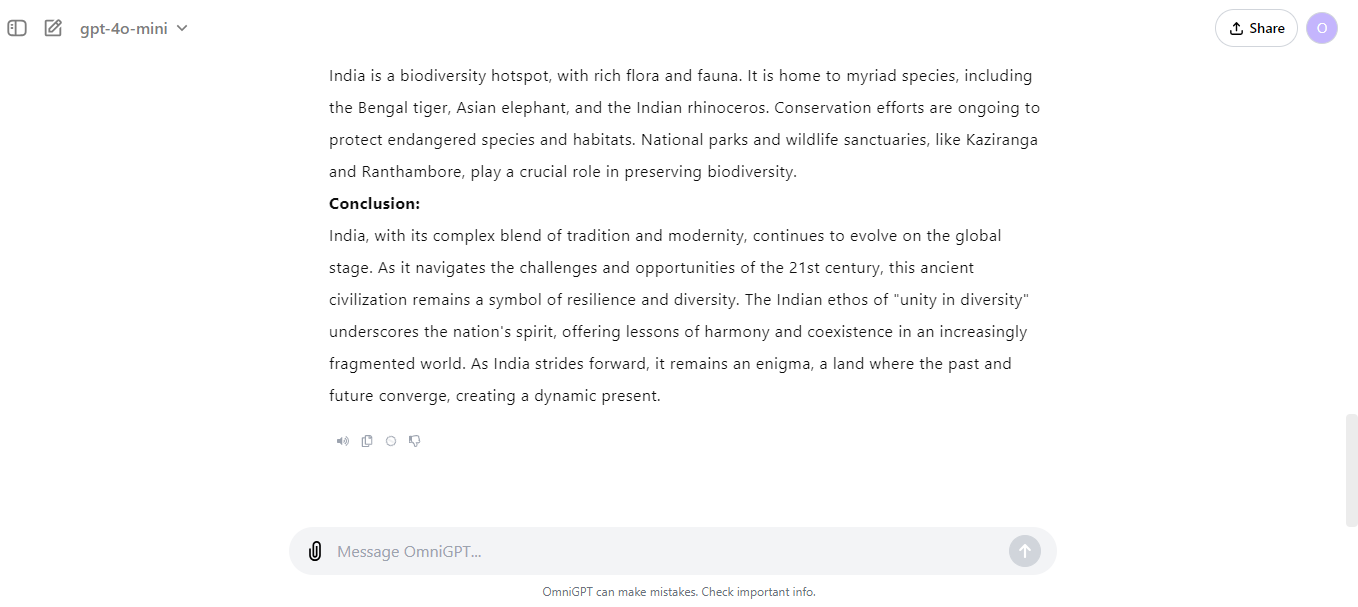 gpt-4o-mini
Share
O
India is a biodiversity hotspot, with rich flora and fauna. It is home to myriad species, including
the Bengal tiger, Asian elephant, and the Indian rhinoceros. Conservation efforts are ongoing to
protect endangered species and habitats. National parks and wildlife sanctuaries, like Kaziranga
and Ranthambore, play a crucial role in preserving biodiversity.
Conclusion:
India, with its complex blend of tradition and modernity, continues to evolve on the global
stage. As it navigates the challenges and opportunities of the 21st century, this ancient
civilization remains a symbol of resilience and diversity. The Indian ethos of "unity in diversity"
underscores the nation's spirit, offering lessons of harmony and coexistence in an increasingly
fragmented world. As India strides forward, it remains an enigma, a land where the past and
future converge, creating a dynamic present.
Message OmniGPT...
OmniGPT can make mistakes. Check important info.